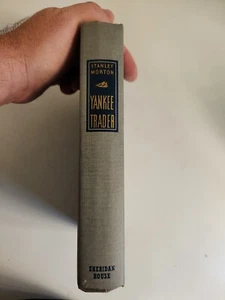 STANLEY
MORTON
YANKEE
TRADER
SHERIDAN
HOUSE